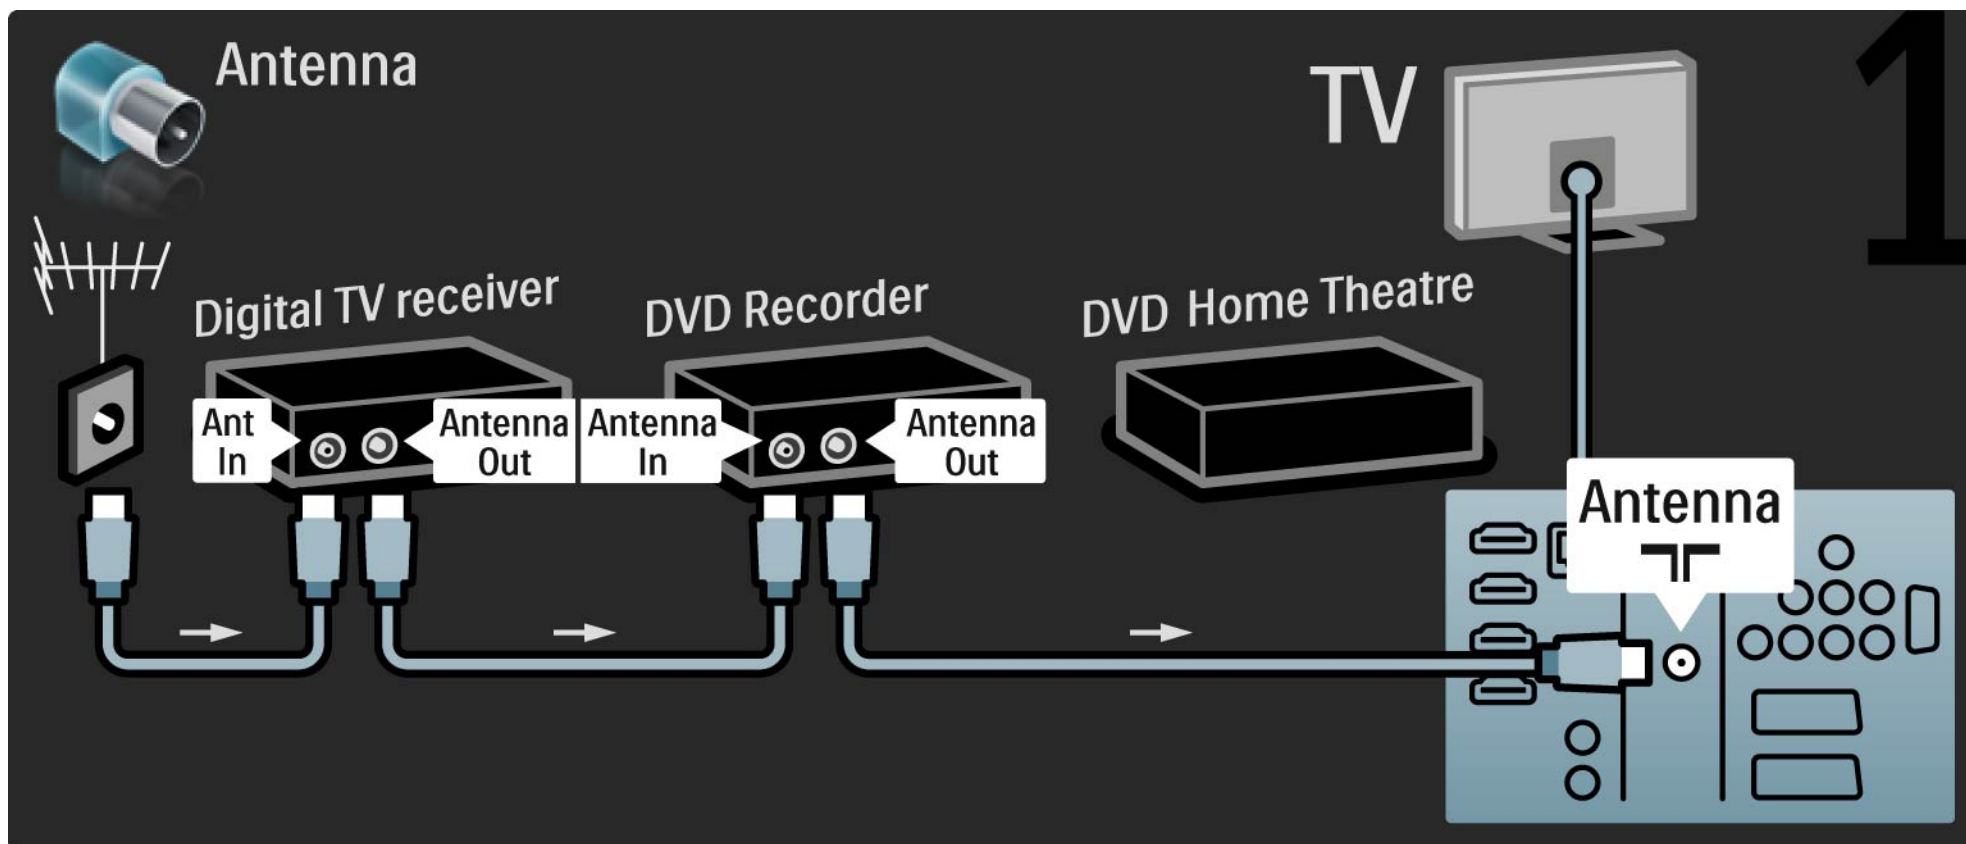 Antenna
TV
1
Digital TV receiver
DVD Recorder
DVD Home Theatre
Ant
In
Antenna
Out
Antenna
In
Antenna
Out
Antenna